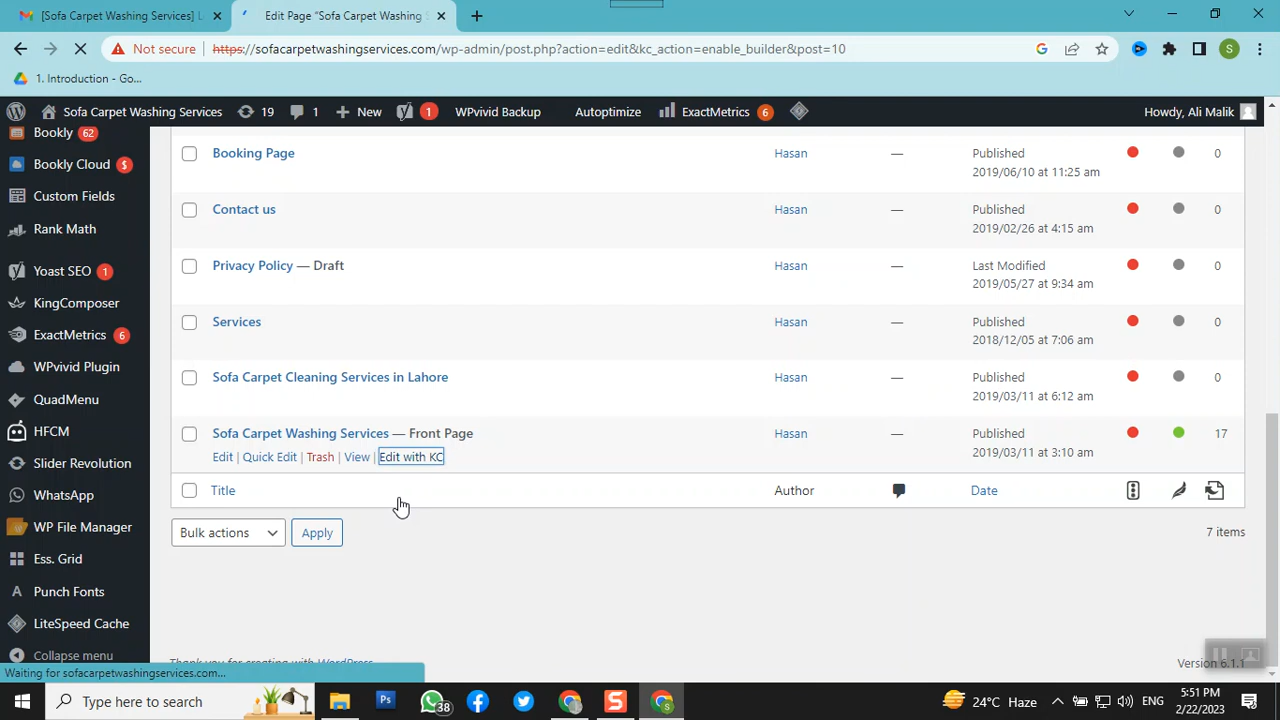 [Sofa Carpet Washing Services] L
Edit Page "Sofa Carpet Washing S
Not secure
https://sofacarpetwashingservices.com/wp-admin/post.php?action=edit&kc_action=enable_builder&post=10
S
1. Introduction - Go...
Sofa Carpet Washing Services
19
1
New
1
WPvivid Backup
Autoptimize
ExactMetrics
6
Howdy, Ali Malik
Bookly 62
Bookly Cloud $
Custom Fields
Rank Math
Yoast SEO 1
KingComposer
ExactMetrics 6
WPvivid Plugin
QuadMenu
HFCM
Slider Revolution
WhatsApp
WP File Manager
Ess. Grid
Punch Fonts
LiteSpeed Cache
Collapse menu
Booking Page
Hasan
—
Published
2019/06/10 at 11:25 am
0
Contact us
Hasan
—
Published
2019/02/26 at 4:15 am
0
Privacy Policy — Draft
Hasan
—
Last Modified
2019/05/27 at 9:34 am
0
Services
Hasan
—
Published
2018/12/05 at 7:06 am
0
Sofa Carpet Cleaning Services in Lahore
Hasan
—
Published
2019/03/11 at 6:12 am
0
Sofa Carpet Washing Services — Front Page
Edit | Quick Edit | Trash | View | Edit with KC
Hasan
—
Published
2019/03/11 at 3:10 am
17
Title
Author
Date
Bulk actions
Apply
7 items
Thank you for creating with WordPress
Version 6.1.1
Waiting for sofacarpetwashingservices.com...
Type here to search
Ps
38
S
S
24°C Haze
ENG
5:51 PM
2/22/2023